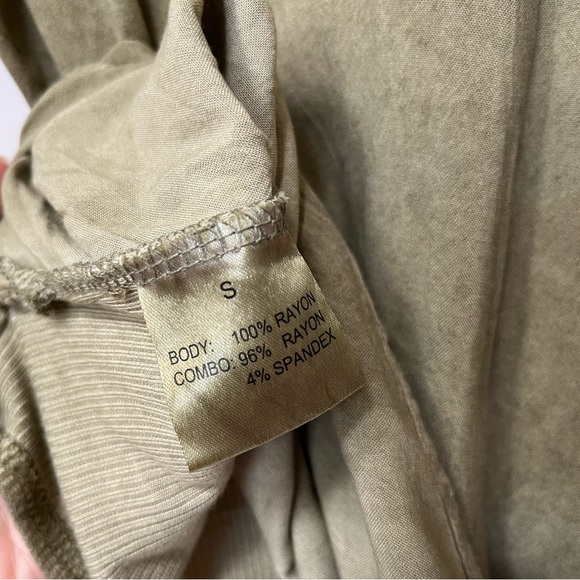 S
BODY: 100% RAYON
COMBO: 96% RAYON
4% SPANDEX